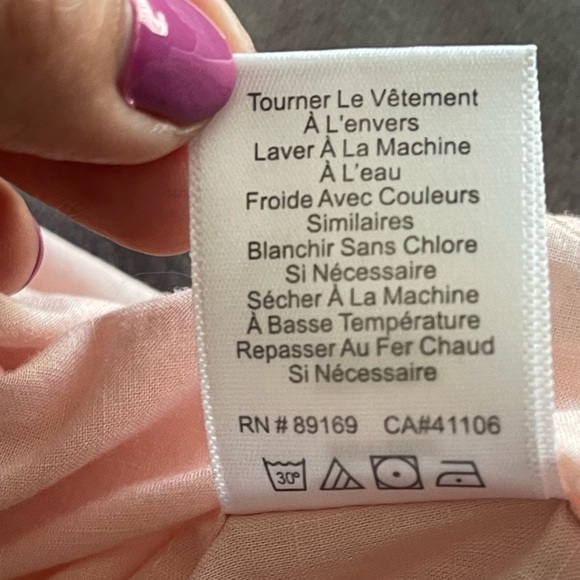 Tourner Le Vêtement
À L'envers
Laver À La Machine
À L'eau
Froide Avec Couleurs
Similaires
Blanchir Sans Chlore
Si Nécessaire
Sécher À La Machine
À Basse Température
Repasser Au Fer Chaud
Si Nécessaire
RN # 89169 CA#41106
30°